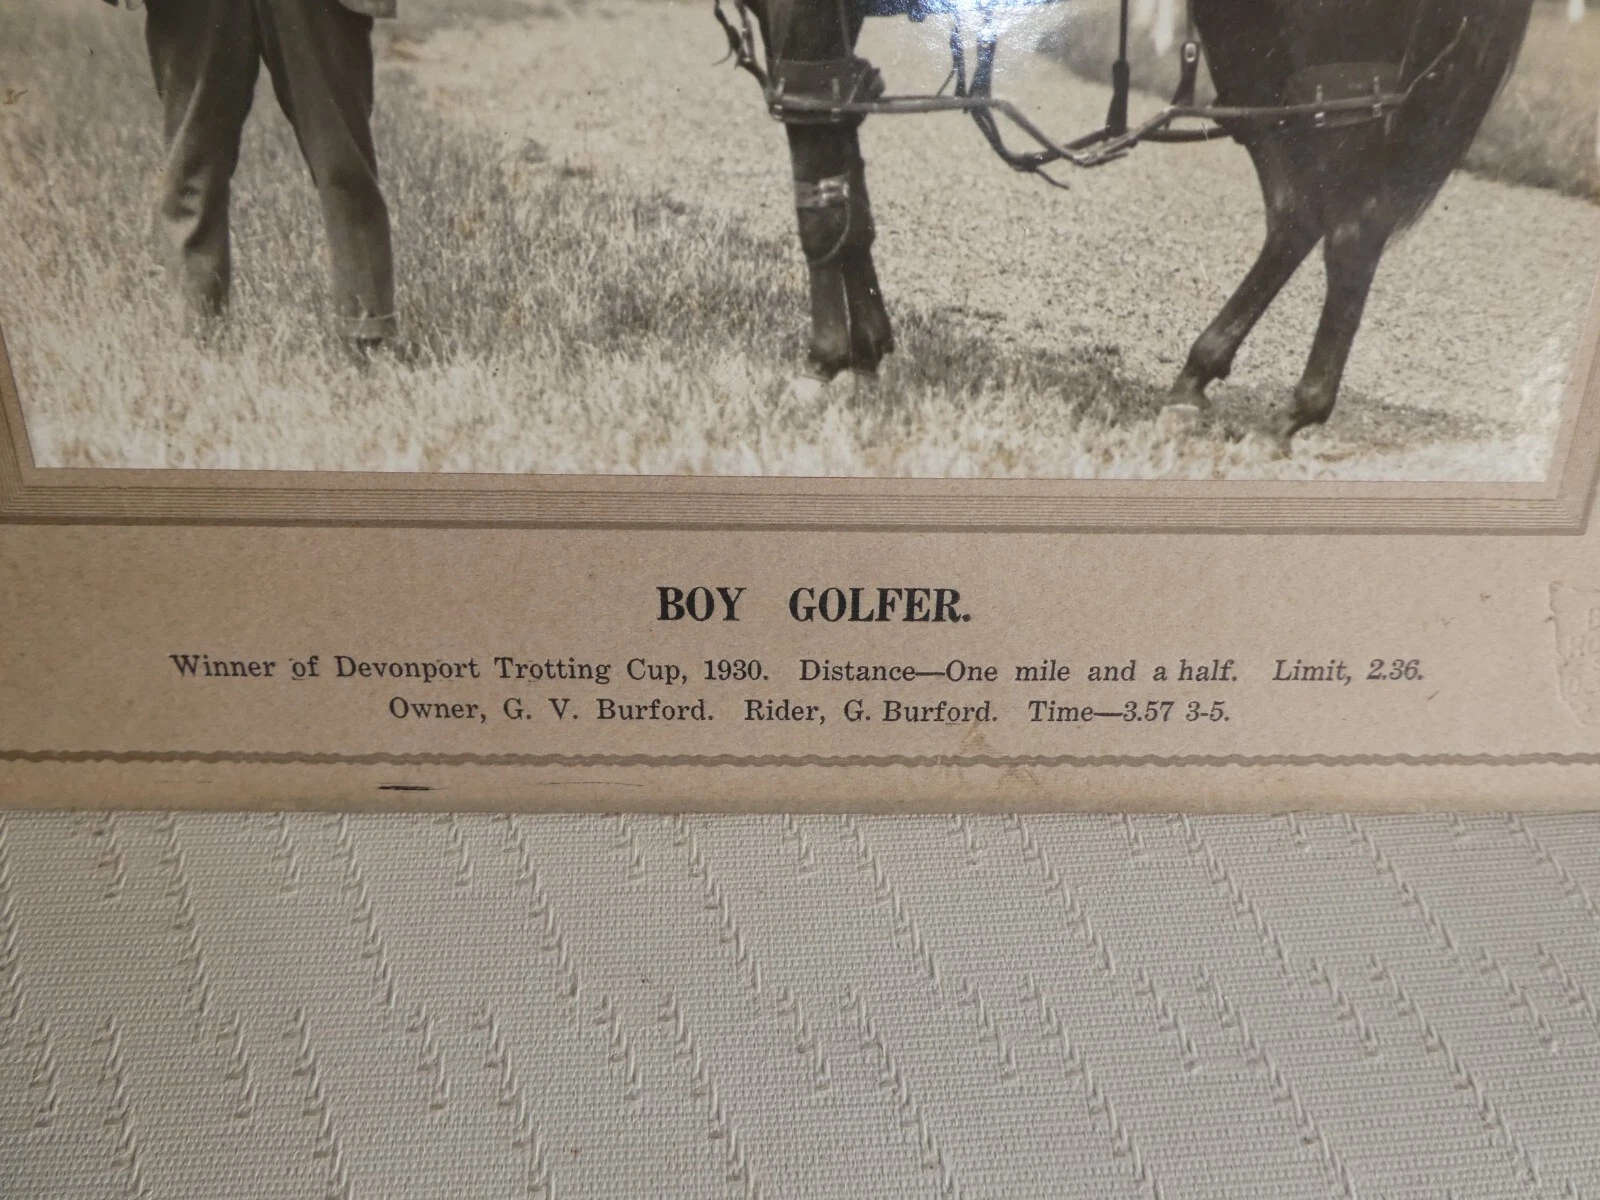 BOY GOLFER.
Winner of Devonport Trotting Cup, 1930. Distance—One mile and a half. Limit, 2.36.
Owner, G. V. Burford. Rider, G. Burford. Time—3.57 3-5.